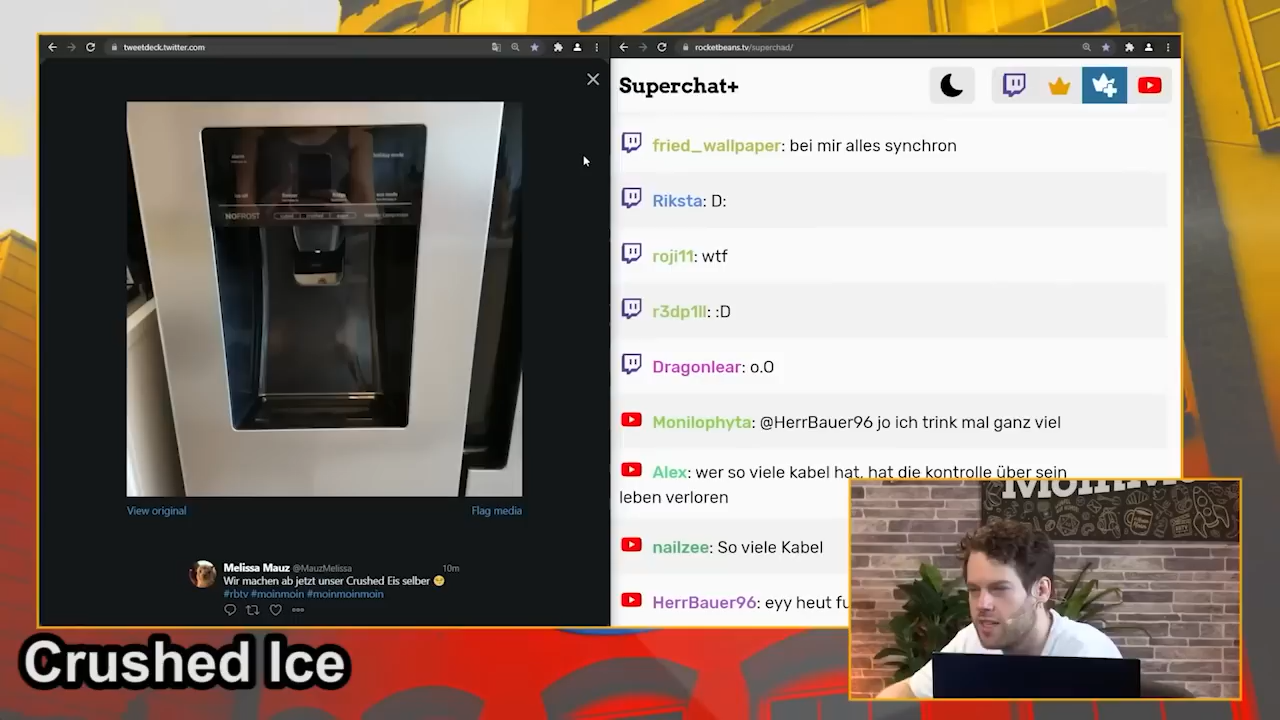 tweetdeck.twitter.com
rocketbeans.tv/superchad/
Superchat+
fried_wallpaper: bei mir alles synchron
Riksta: D:
roji11: wtf
r3dp1ll: :D
Dragonlear: o.O
Monilophyta: @HerrBauer96 jo ich trink mal ganz viel
Alex: wer so viele kabel hat, hat die kontrolle über sein
leben verloren
nailzee: So viele Kabel
HerrBauer96: eyy heut fu
NOFROST
View original
Flag media
Melissa Mauz @MauzMelissa
10m
Wir machen ab jetzt unser Crushed Eis selber
#rbtv #moinmoin #moinmoinmoin
Crushed Ice